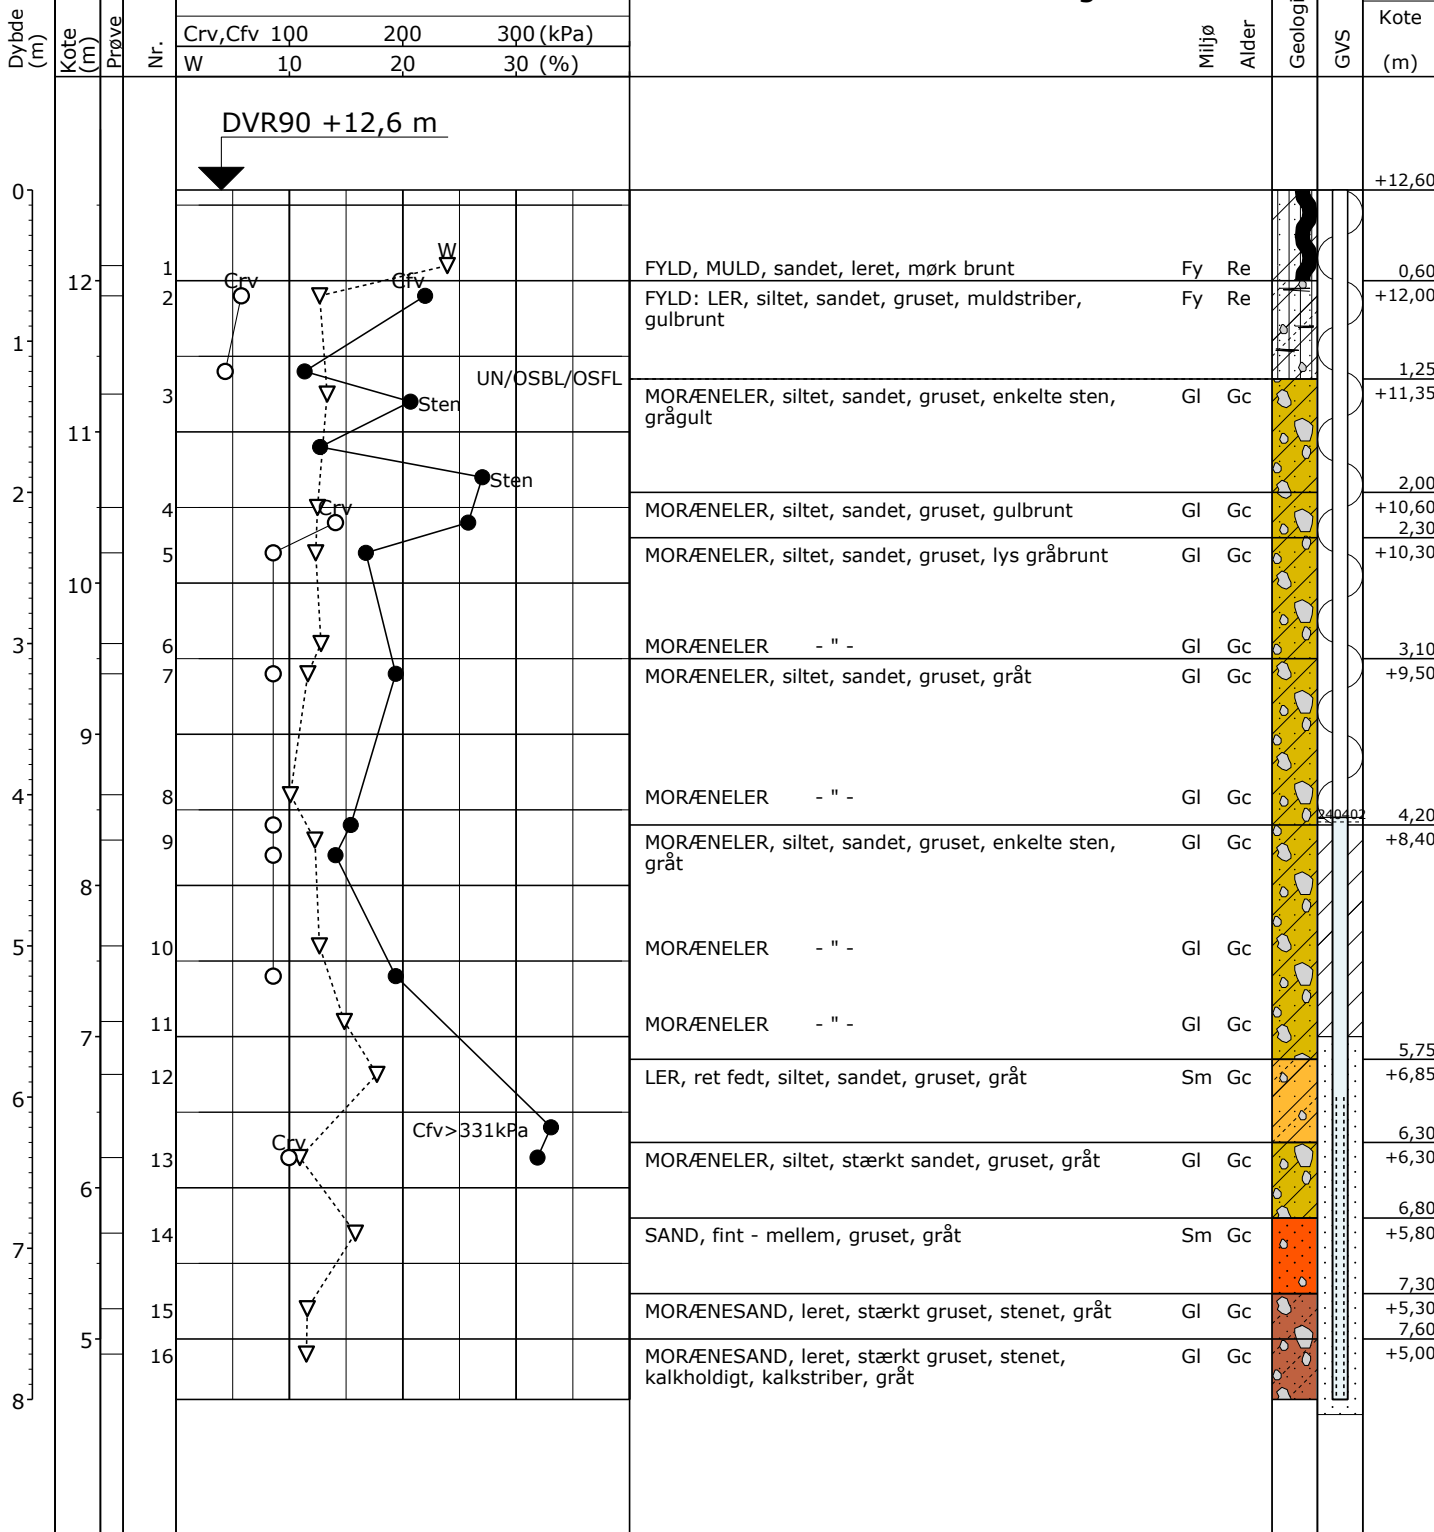 Dybde (m)
Kote (m)
Prøve
Nr.
Crv,Cfv 100 200 300 (kPa)
W 10 20 30 (%)
Miljø
Alder
Geologi
GVS
Kote
(m)
DVR90 +12,6 m
0
+12,60
W
1 FYLD, MULD, sandet, leret, mørk brunt Fy Re 0,60
12
Crv Cfv
2 FYLD: LER, siltet, sandet, gruset, muldstriber, Fy Re +12,00
gulbrunt
1
1,25
UN/OSBL/OSFL
3 MORÆNELER, siltet, sandet, gruset, enkelte sten, Gl Gc +11,35
grågult
Sten
11
Sten
2
2,00
4 MORÆNELER, siltet, sandet, gruset, gulbrunt Gl Gc +10,60
Crv
2,30
5 MORÆNELER, siltet, sandet, gruset, lys gråbrunt Gl Gc +10,30
10
3
6 MORÆNELER - " - Gl Gc 3,10
7 MORÆNELER, siltet, sandet, gruset, gråt Gl Gc +9,50
9
4
8 MORÆNELER - " - Gl Gc
240402
4,20
9 MORÆNELER, siltet, sandet, gruset, enkelte sten, Gl Gc +8,40
gråt
8
5
10 MORÆNELER - " - Gl Gc
11 MORÆNELER - " - Gl Gc
7
5,75
12 LER, ret fedt, siltet, sandet, gruset, gråt Sm Gc +6,85
6
Cfv>331kPa
6,30
Crv
13 MORÆNELER, siltet, stærkt sandet, gruset, gråt Gl Gc +6,30
6
6,80
14 SAND, fint - mellem, gruset, gråt Sm Gc +5,80
7
7,30
15 MORÆNESAND, leret, stærkt gruset, stenet, gråt Gl Gc +5,30
5
7,60
16 MORÆNESAND, leret, stærkt gruset, stenet, Gl Gc +5,00
kalkholdigt, kalkstriber, gråt
8